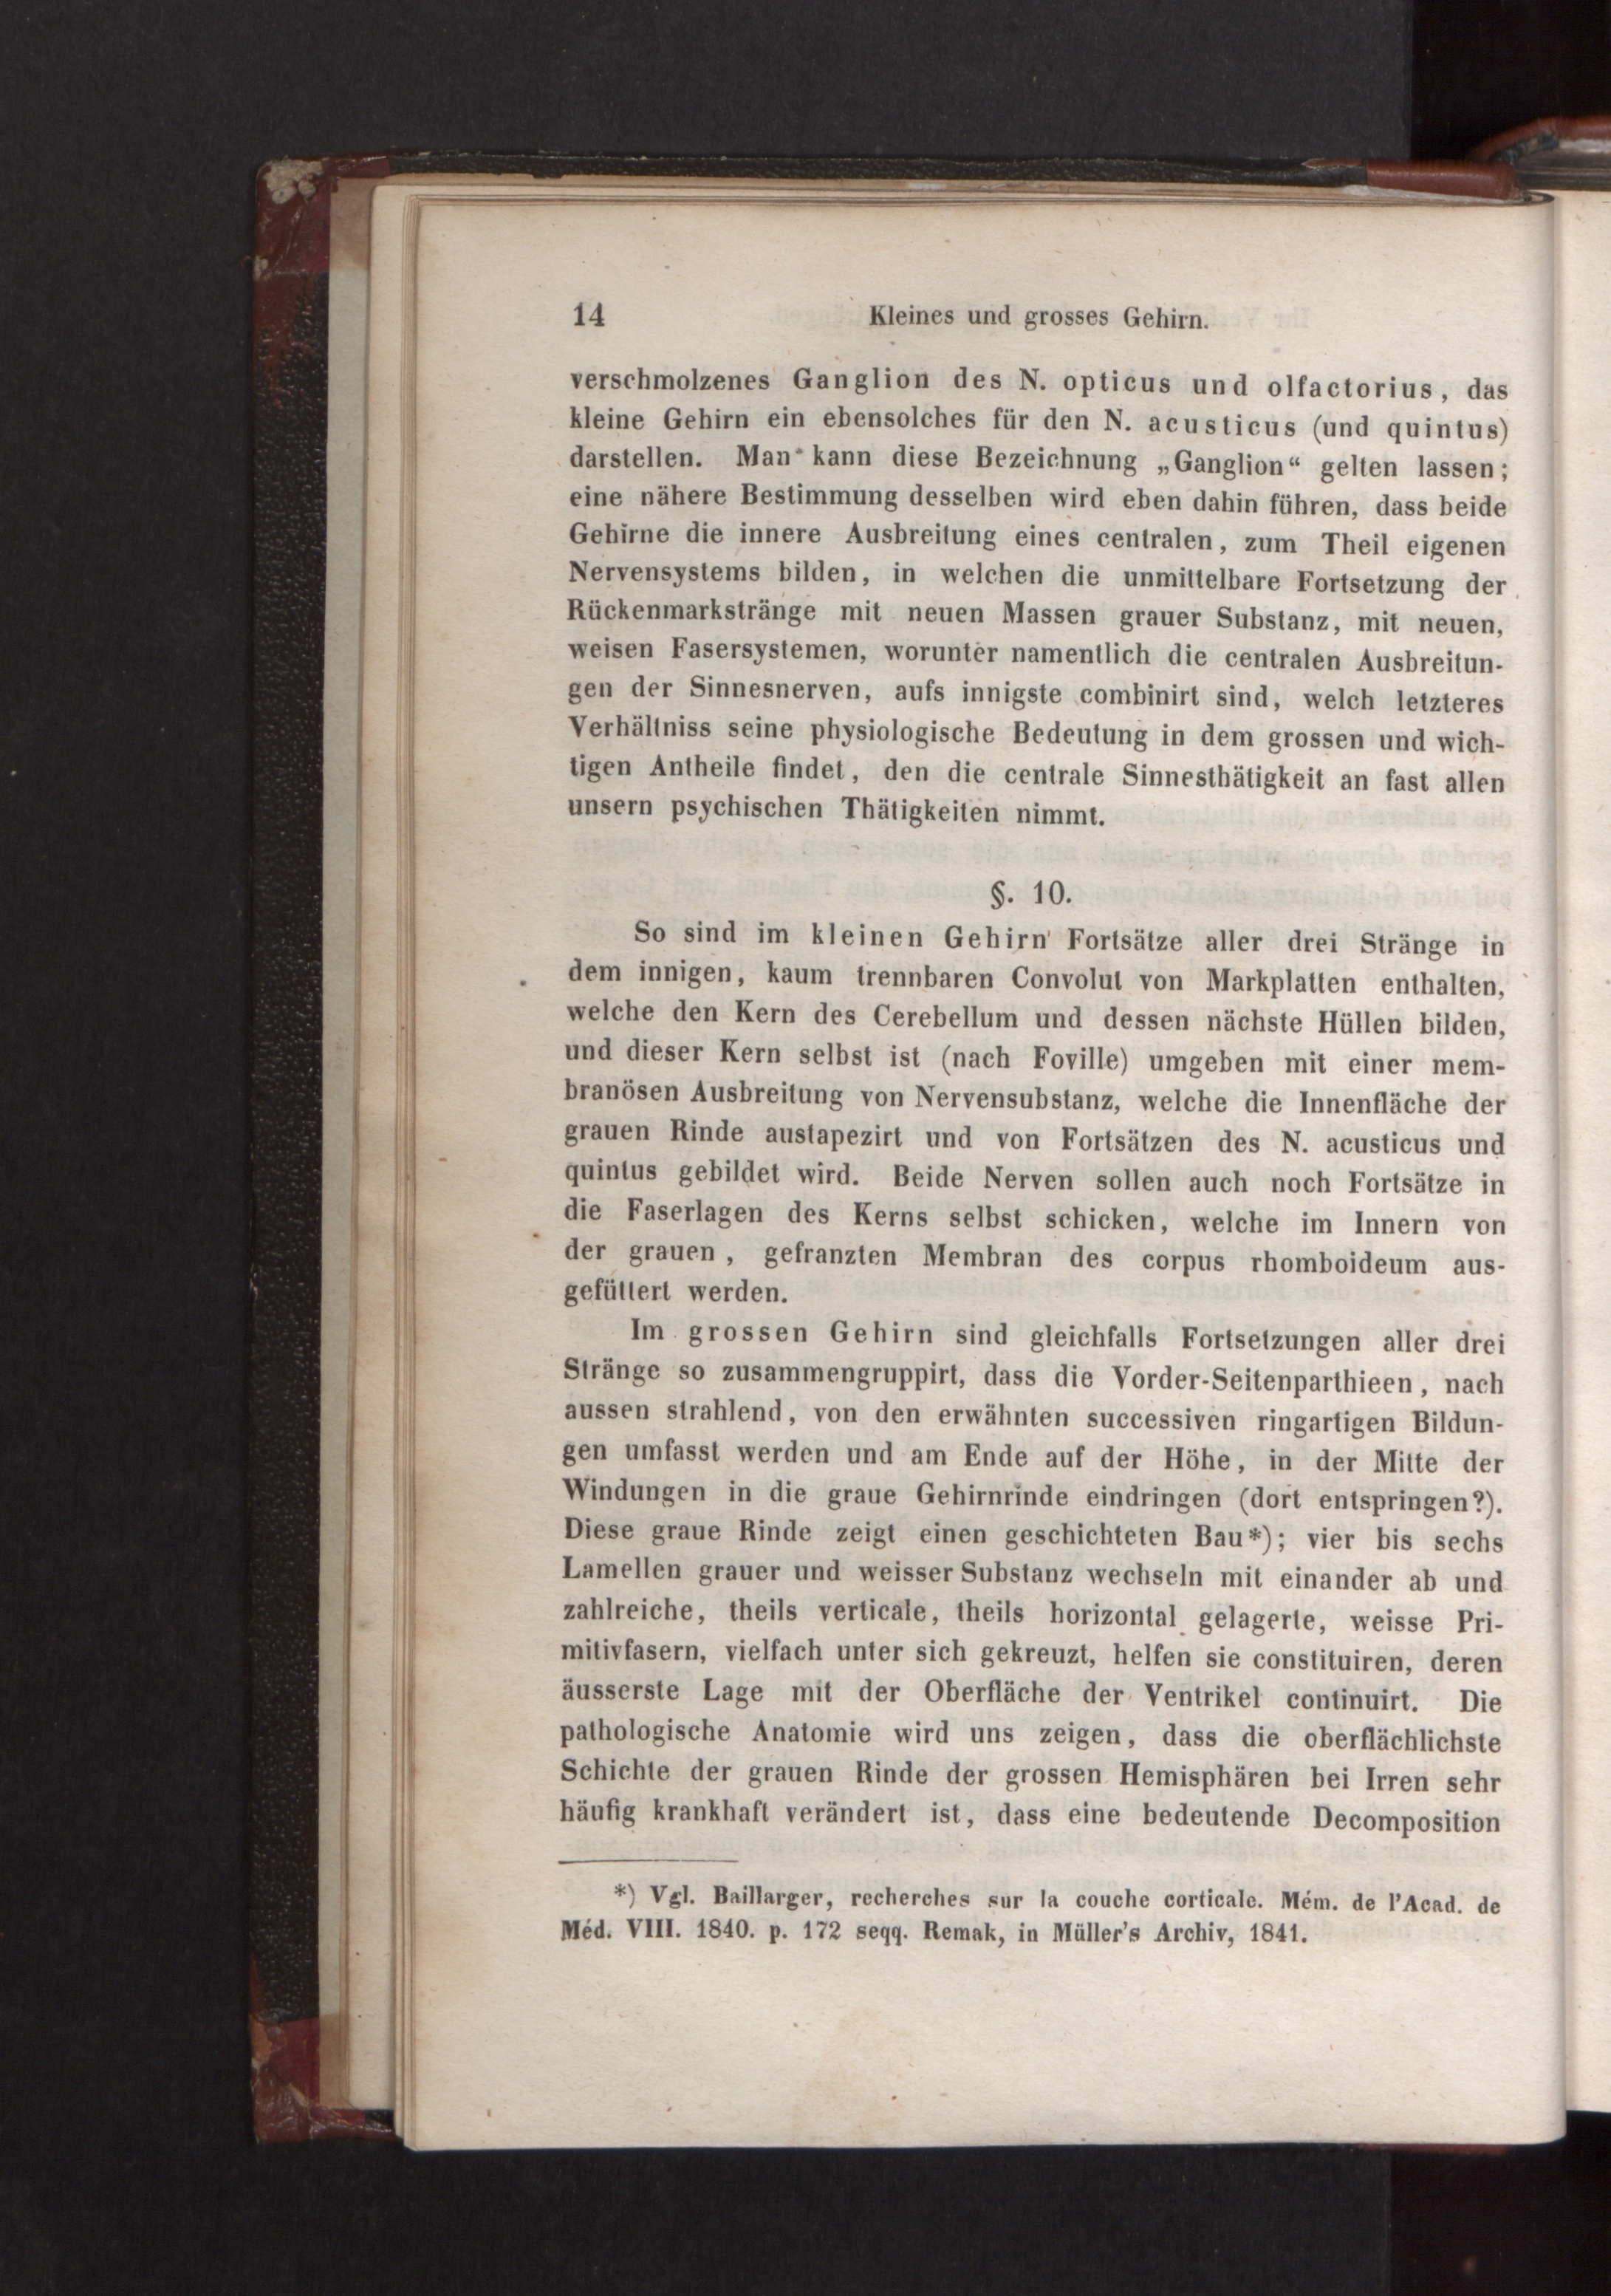 14 Kleines und grosses Gehirn.
verschmolzenes Ganglion des N. opticus und olfactorius, das
kleine Gehirn ein ebensolches für den N. acusticus (und quintus)
darstellen. Man kann diese Bezeichnung „Ganglion“ gelten lassen;
eine nähere Bestimmung desselben wird eben dahin führen, dass beide
Gehirne die innere Ausbreitung eines centralen, zum Theil eigenen
Nervensystems bilden, in welchen die unmittelbare Fortsetzung der
Rückenmarkstränge mit neuen Massen grauer Substanz, mit neuen,
weisen Fasersystemen, worunter namentlich die centralen Ausbreitun-
gen der Sinnesnerven, aufs innigste combinirt sind, welch letzteres
Verhältniss seine physiologische Bedeutung in dem grossen und wich-
tigen Antheile findet, den die centrale Sinnesthätigkeit an fast allen
unsern psychischen Thätigkeiten nimmt.
§. 10.
So sind im kleinen Gehirn Fortsätze aller drei Stränge in
dem innigen, kaum trennbaren Convolut von Markplatten enthalten,
welche den Kern des Cerebellum und dessen nächste Hüllen bilden,
und dieser Kern selbst ist (nach Foville) umgeben mit einer mem-
branösen Ausbreitung von Nervensubstanz, welche die Innenfläche der
grauen Rinde austapezirt und von Fortsätzen des N. acusticus und
quintus gebildet wird. Beide Nerven sollen auch noch Fortsätze in
die Faserlagen des Kerns selbst schicken, welche im Innern von
der grauen, gefranzten Membran des corpus rhomboideum aus-
gefüttert werden.
Im grossen Gehirn sind gleichfalls Fortsetzungen aller drei
Stränge so zusammengruppirt, dass die Vorder-Seitenparthieen, nach
aussen strahlend, von den erwähnten successiven ringartigen Bildun-
gen umfasst werden und am Ende auf der Höhe, in der Mitte der
Windungen in die graue Gehirnrinde eindringen (dort entspringen?).
Diese graue Rinde zeigt einen geschichteten Bau*); vier bis sechs
Lamellen grauer und weisser Substanz wechseln mit einander ab und
zahlreiche, theils verticale, theils horizontal gelagerte, weisse Pri-
mitivfasern, vielfach unter sich gekreuzt, helfen sie constituiren, deren
äusserste Lage mit der Oberfläche der Ventrikel continuirt. Die
pathologische Anatomie wird uns zeigen, dass die oberflächlichste
Schichte der grauen Rinde der grossen Hemisphären bei Irren sehr
häufig krankhaft verändert ist, dass eine bedeutende Decomposition
*) Vgl. Baillarger, recherches sur la couche corticale. Mém. de l'Acad. de
Méd. VIII. 1840. p. 172 seqq. Remak, in Müller's Archiv, 1841.